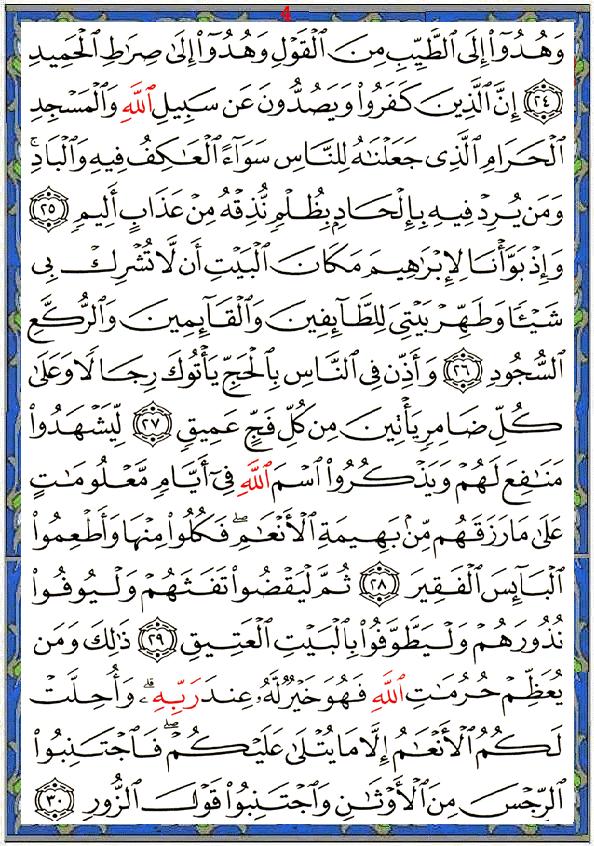 4
وَهُدُوٓا۟ إِلَى ٱلطَّيِّبِ مِنَ ٱلْقَوْلِ وَهُدُوٓا۟ إِلَىٰ صِرَٰطِ ٱلْحَمِيدِ
﴿٢٤﴾ إِنَّ ٱلَّذِينَ كَفَرُوا۟ وَيَصُدُّونَ عَن سَبِيلِ ٱللَّهِ وَٱلْمَسْجِدِ
ٱلْحَرَامِ ٱلَّذِى جَعَلْنَٰهُ لِلنَّاسِ سَوَآءً ٱلْعَٰكِفُ فِيهِ وَٱلْبَادِ ۚ
وَمَن يُرِدْ فِيهِ بِإِلْحَادٍۭ بِظُلْمٍ نُّذِقْهُ مِنْ عَذَابٍ أَلِيمٍ ﴿٢٥﴾
وَإِذْ بَوَّأْنَا لِإِبْرَٰهِيمَ مَكَانَ ٱلْبَيْتِ أَن لَّا تُشْرِكْ بِى
شَيْـًٔا وَطَهِّرْ بَيْتِىَ لِلطَّآئِفِينَ وَٱلْقَآئِمِينَ وَٱلرُّكَّعِ
ٱلسُّجُودِ ﴿٢٦﴾ وَأَذِّن فِى ٱلنَّاسِ بِٱلْحَجِّ يَأْتُوكَ رِجَالًا وَعَلَىٰ
كُلِّ ضَامِرٍ يَأْتِينَ مِن كُلِّ فَجٍّ عَمِيقٍ ﴿٢٧﴾ لِّيَشْهَدُوا۟
مَنَٰفِعَ لَهُمْ وَيَذْكُرُوا۟ ٱسْمَ ٱللَّهِ فِىٓ أَيَّامٍ مَّعْلُومَٰتٍ
عَلَىٰ مَا رَزَقَهُم مِّنۢ بَهِيمَةِ ٱلْأَنْعَٰمِ ۖ فَكُلُوا۟ مِنْهَا وَأَطْعِمُوا۟
ٱلْبَآئِسَ ٱلْفَقِيرَ ﴿٢٨﴾ ثُمَّ لْيَقْضُوا۟ تَفَثَهُمْ وَلْيُوفُوا۟
نُذُورَهُمْ وَلْيَطَّوَّفُوا۟ بِٱلْبَيْتِ ٱلْعَتِيقِ ﴿٢٩﴾ ذَٰلِكَ وَمَن
يُعَظِّمْ حُرُمَٰتِ ٱللَّهِ فَهُوَ خَيْرٌ لَّهُۥ عِندَ رَبِّهِۦ ۗ وَأُحِلَّتْ
لَكُمُ ٱلْأَنْعَٰمُ إِلَّا مَا يُتْلَىٰ عَلَيْكُمْ ۖ فَٱجْتَنِبُوا۟
ٱلرِّجْسَ مِنَ ٱلْأَوْثَٰنِ وَٱجْتَنِبُوا۟ قَوْلَ ٱلزُّورِ ﴿٣٠﴾